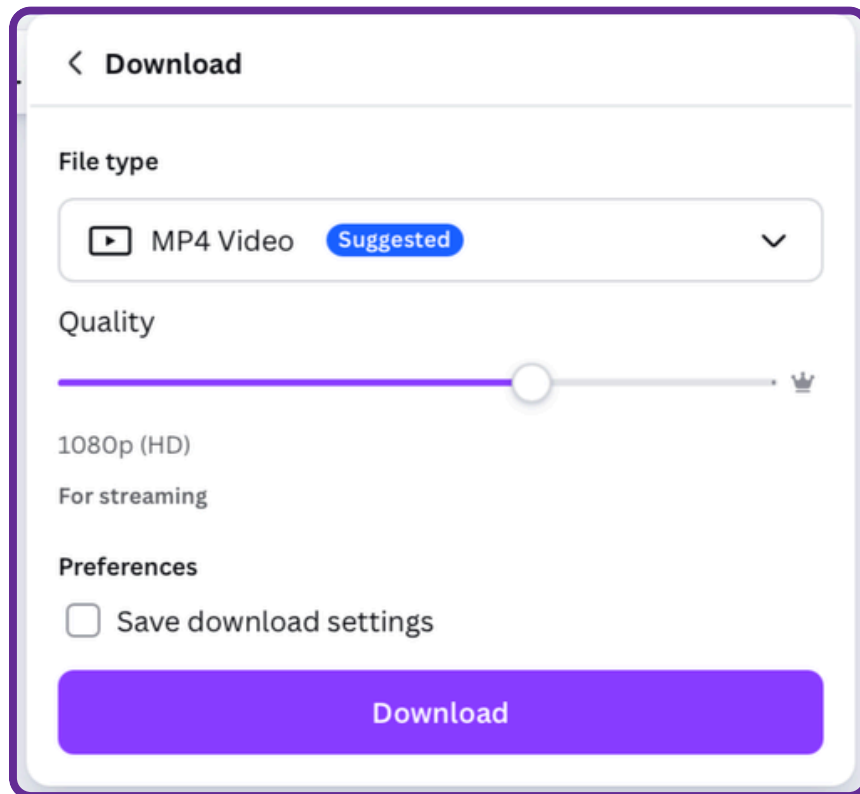 Download
File type
MP4 Video Suggested
Quality
1080p (HD)
For streaming
Preferences
Save download settings
Download